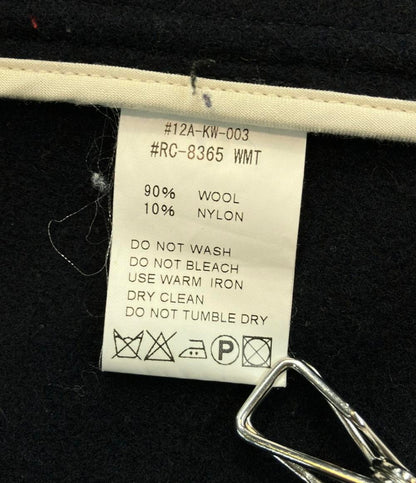 #12A-KW-003
#RC-8365 WMT
90% WOOL
10% NYLON
DO NOT WASH
DO NOT BLEACH
USE WARM IRON
DRY CLEAN
DO NOT TUMBLE DRY
P